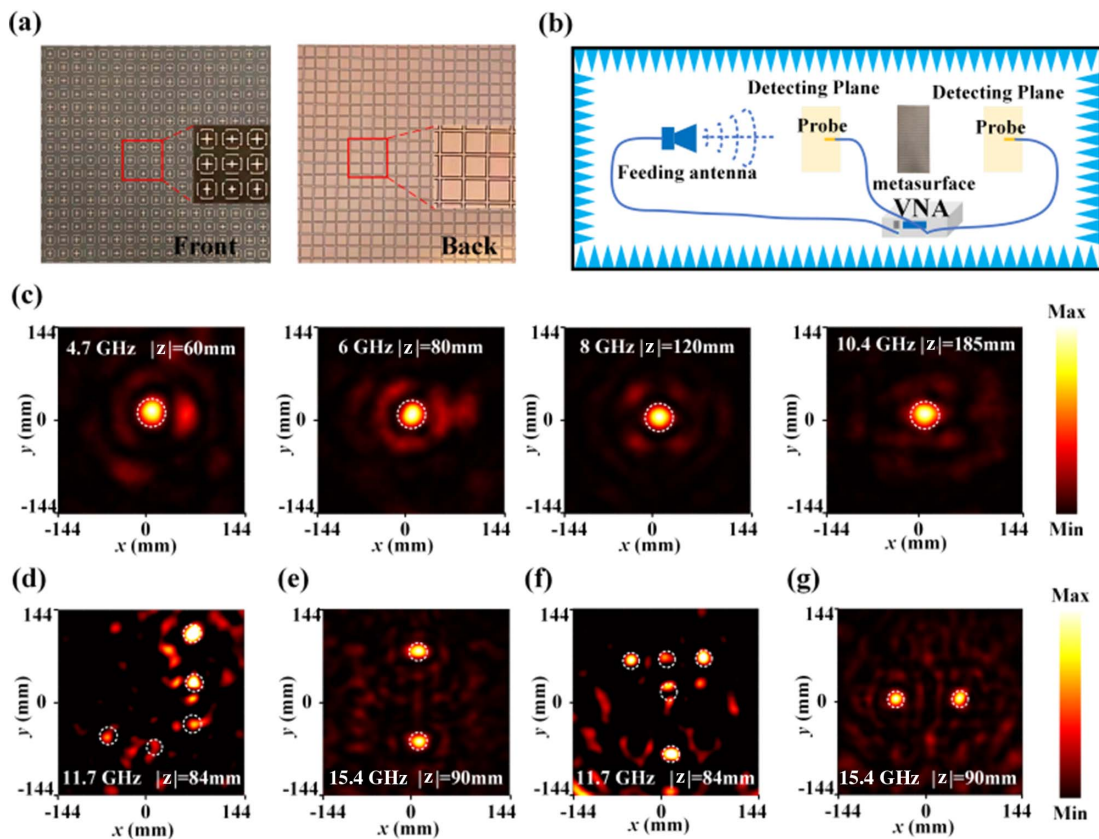 (a)
Front
Back
(b)
Detecting Plane
Detecting Plane
Probe
Probe
Feeding antenna
metasurface
VNA
(c)
144
0
-144
y (mm)
4.7 GHz |z|=60mm
-144
0
144
x (mm)
144
0
-144
y (mm)
6 GHz |z|=80mm
-144
0
144
x (mm)
144
0
-144
y (mm)
8 GHz |z|=120mm
-144
0
144
x (mm)
144
0
-144
y (mm)
10.4 GHz |z|=185mm
-144
0
144
x (mm)
Max
Min
(d)
144
0
-144
y (mm)
11.7 GHz |z|=84mm
-144
0
144
x (mm)
(e)
144
0
-144
y (mm)
15.4 GHz |z|=90mm
-144
0
144
x (mm)
(f)
144
0
-144
y (mm)
11.7 GHz |z|=84mm
-144
0
144
x (mm)
(g)
144
0
-144
y (mm)
15.4 GHz |z|=90mm
-144
0
144
x (mm)
Max
Min